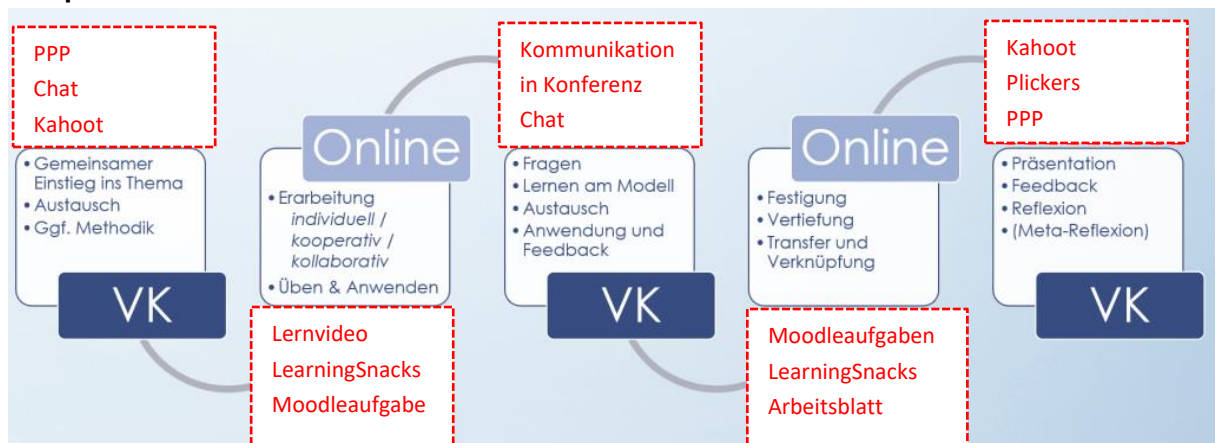 PPP
Chat
Kahoot
• Gemeinsamer
Einstieg ins Thema
• Austausch
• Ggf. Methodik
VK
Online
• Erarbeitung
individuell /
kooperativ /
kollaborativ
• Üben & Anwenden
Lernvideo
LearningSnacks
Moodleaufgabe
Kommunikation
in Konferenz
Chat
• Fragen
• Lernen am Modell
• Austausch
• Anwendung und
Feedback
VK
Online
• Festigung
• Vertiefung
• Transfer und
Verknüpfung
Moodleaufgaben
LearningSnacks
Arbeitsblatt
Kahoot
Plickers
PPP
• Präsentation
• Feedback
• Reflexion
• (Meta-Reflexion)
VK